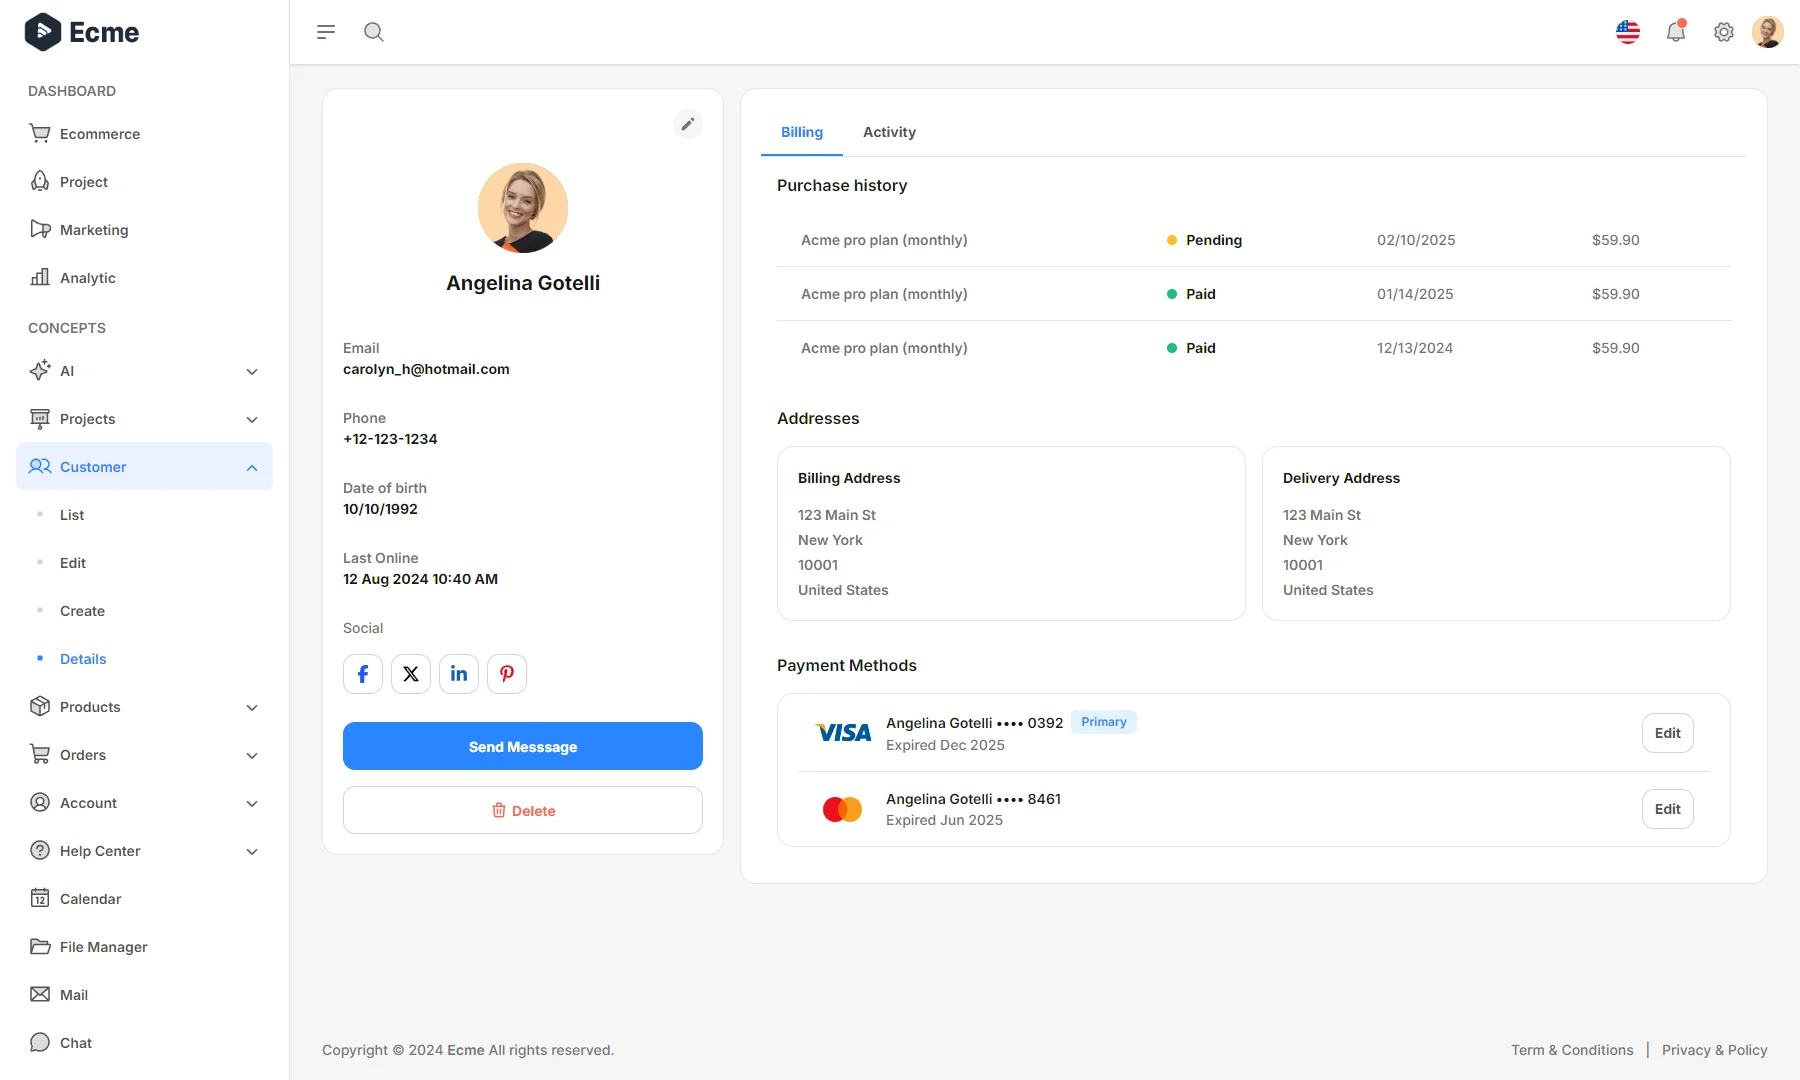 Ecme
DASHBOARD
Ecommerce
Project
Marketing
Analytic
CONCEPTS
AI
Projects
Customer
List
Edit
Create
Details
Products
Orders
Account
Help Center
12
Calendar
File Manager
Mail
Chat
Angelina Gotelli
Email
carolyn_h@hotmail.com
Phone
+12-123-1234
Date of birth
10/10/1992
Last Online
12 Aug 2024 10:40 AM
Social
Send Messsage
Delete
Billing Activity
Purchase history
Acme pro plan (monthly) Pending 02/10/2025 $59.90
Acme pro plan (monthly) Paid 01/14/2025 $59.90
Acme pro plan (monthly) Paid 12/13/2024 $59.90
Addresses
Billing Address
123 Main St
New York
10001
United States
Delivery Address
123 Main St
New York
10001
United States
Payment Methods
VISA Angelina Gotelli •••• 0392 Primary
Expired Dec 2025
Edit
Angelina Gotelli •••• 8461
Expired Jun 2025
Edit
Copyright © 2024 Ecme All rights reserved.
Term & Conditions | Privacy & Policy